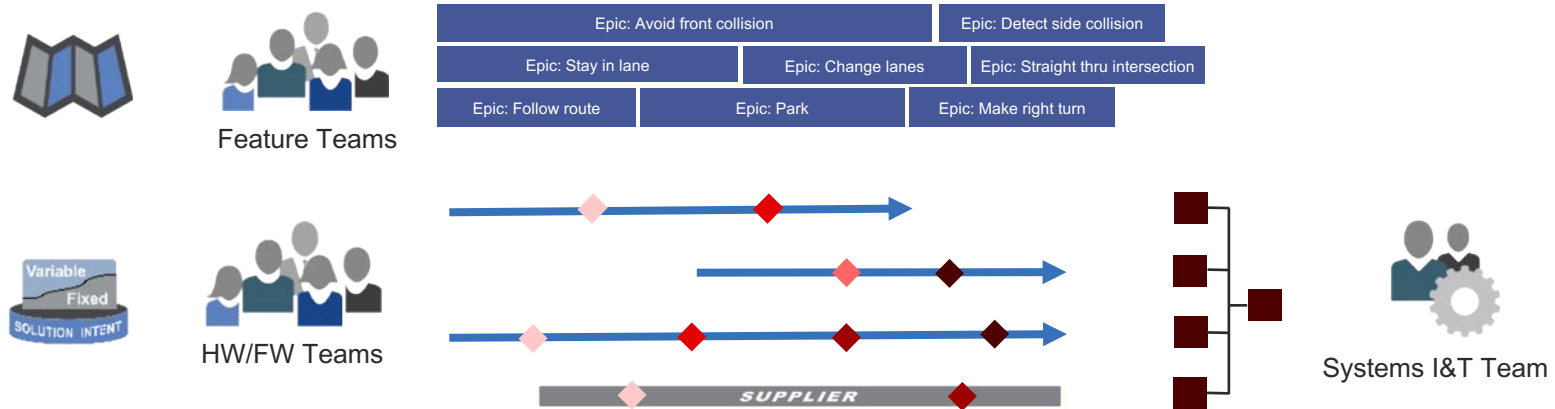 Epic: Avoid front collision
Epic: Detect side collision
Epic: Stay in lane
Epic: Change lanes
Epic: Straight thru intersection
Epic: Follow route
Epic: Park
Epic: Make right turn
Feature Teams
Variable
Fixed
SOLUTION INTENT
HW/FW Teams
SUPPLIER
Systems I&T Team